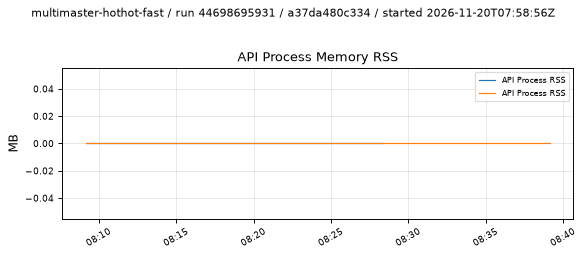 multimaster-hothot-fast / run 44698695931 / a37da480c334 / started 2026-11-20T07:58:56Z
API Process Memory RSS
API Process RSS
API Process RSS
MB
0.04
0.02
0.00
−0.02
−0.04
08:10
08:15
08:20
08:25
08:30
08:35
08:40